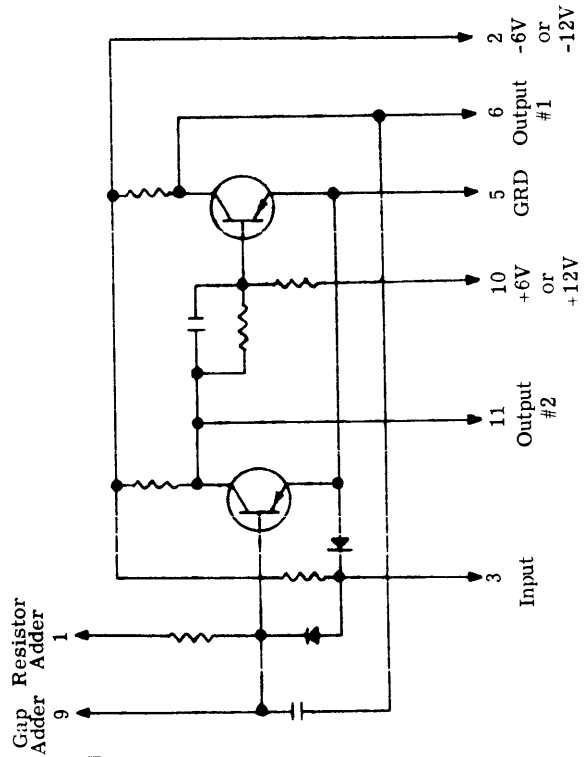 Gap
Adder
9
Resistor
Adder
1
3
Input
11
Output
#2
10
+6V
or
+12V
5
GRD
6
Output
#1
2
-6V
or
-12V